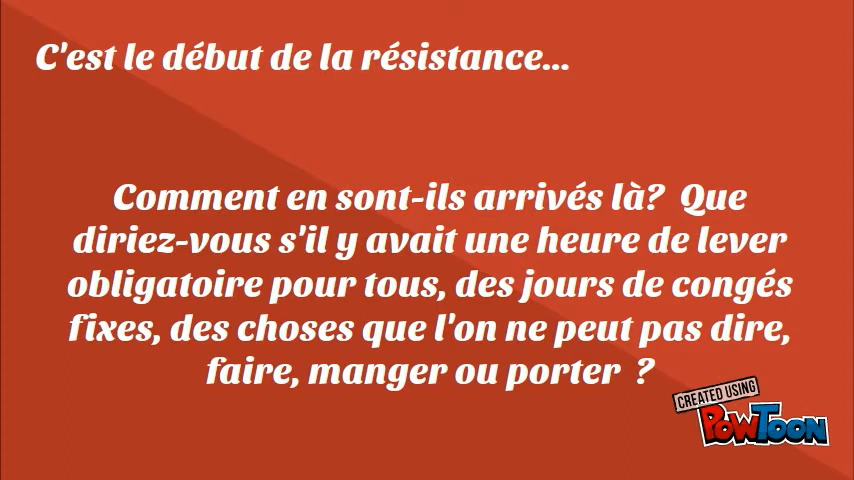 C'est le début de la résistance...
Comment en sont-ils arrivés là? Que
diriez-vous s'il y avait une heure de lever
obligatoire pour tous, des jours de congés
fixes, des choses que l'on ne peut pas dire,
faire, manger ou porter ?
CREATED USING
POWTOON